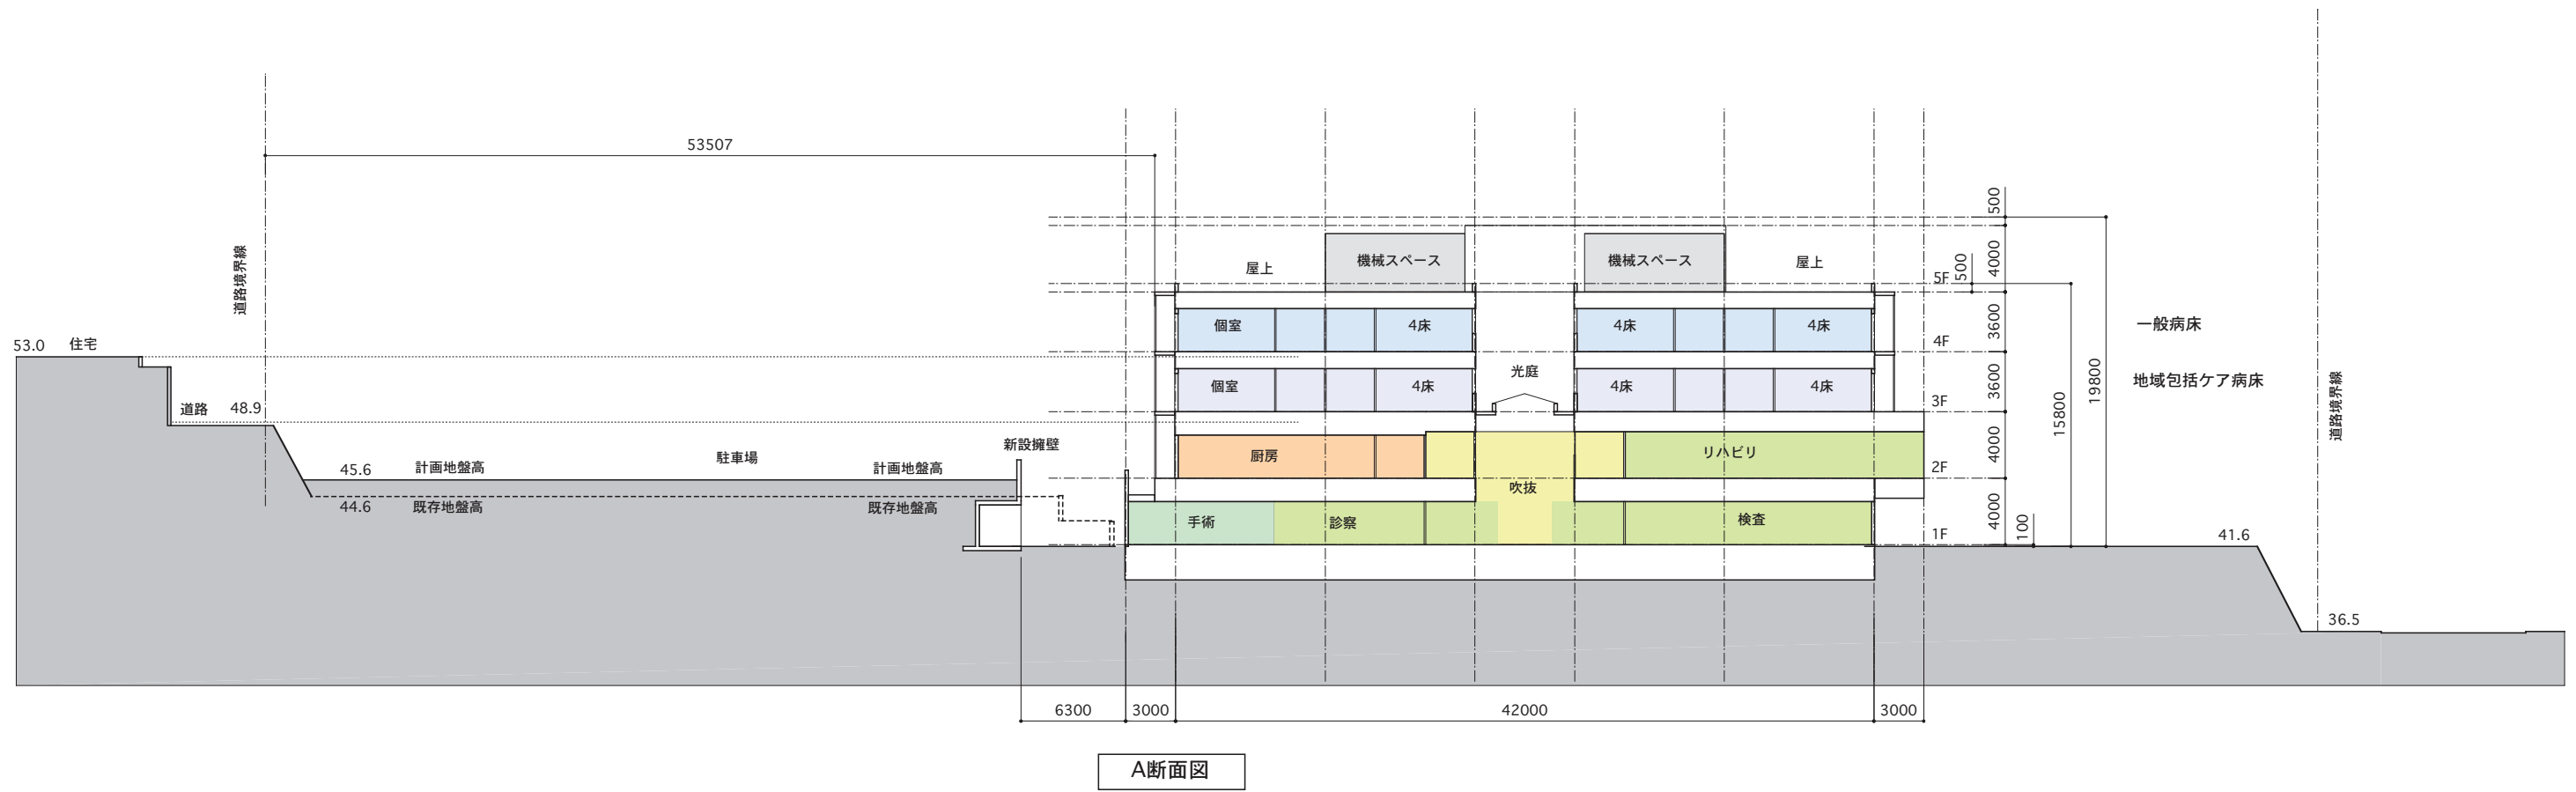 53507
道路境界線
500
屋上
機械スペース
機械スペース
屋上
5F
500
4000
53.0
住宅
個室
4床
4床
4床
4F
3600
一般病床
光庭
個室
4床
4床
4床
3F
3600
地域包括ケア病床
19800
15800
道路境界線
道路
48.9
新設擁壁
45.6
計画地盤高
駐車場
計画地盤高
厨房
リハビリ
2F
4000
44.6
既存地盤高
既存地盤高
吹抜
手術
診察
検査
1F
4000
100
41.6
36.5
6300
3000
42000
3000
A断面図